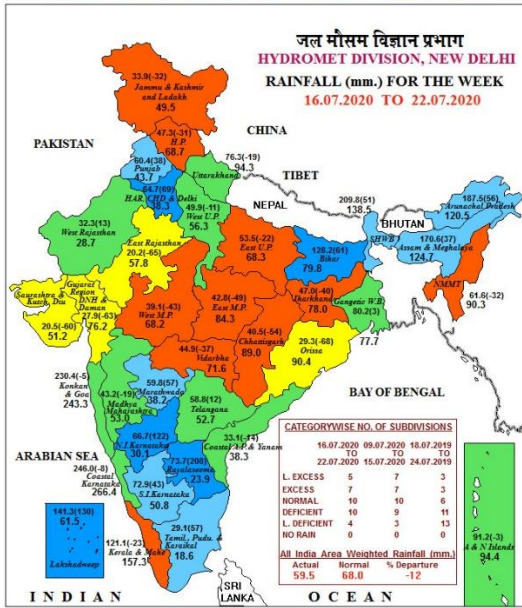 जल मौसम विज्ञान प्रभाग
HYDROMET DIVISION, NEW DELHI
RAINFALL (mm.) FOR THE WEEK
16.07.2020 TO 22.07.2020
33.9(-32)
Jammu & Kashmir
and Ladakh
49.5
CHINA
47.3(-31)
H.P.
68.7
PAKISTAN
60.4(38)
Punjab
43.7
76.3(-19)
Uttarakhand
94.3
TIBET
64.7(69)
HAR, CHD & Delhi
38.3
49.9(-11)
West U.P.
56.3
NEPAL
209.8(51)
138.5
SHWB
BHUTAN
187.5(56)
Arunachal Pradesh
120.5
32.3(13)
West Rajasthan
28.7
East Rajasthan
20.2(-65)
57.8
53.5(-22)
East U.P.
68.3
128.2(61)
Bihar
79.8
170.6(37)
Assam & Meghalaya
124.7
NMMT
61.6(-32)
90.3
Saurashtra &
Kutch, Diu
20.5(-60)
51.2
Gujarat
Region
DNH &
Daman
27.9(-63)
76.2
39.1(-43)
West M.P.
68.2
42.8(-49)
East M.P.
84.3
47.0(-40)
Jharkhand
78.0
Gangetic W.B.
80.2(3)
77.7
40.5(-54)
Chhattisgarh
89.0
29.3(-68)
Orissa
90.4
44.9(-37)
Vidarbha
71.6
230.4(-5)
Konkan
& Goa
243.3
43.2(-19)
Madhya
Maharashtra
53.0
59.8(57)
Marathwada
38.2
58.8(12)
Telangana
52.7
BAY OF BENGAL
66.7(122)
N.I.Karnataka
30.1
33.1(-14)
Coastal A.P & Yanam
38.3
ARABIAN SEA
246.0(-8)
Coastal
Karnataka
266.4
73.7(208)
Rayalaseema
23.9
72.9(43)
S.I.Karnataka
50.8
141.3(130)
61.5
Lakshadweep
29.1(57)
Tamil, Pudu. &
Karaikal
18.6
121.1(-23)
Kerala & Mahe
157.3
91.2(-3)
A & N Islands
94.4
CATEGORYWISE NO. OF SUBDIVISIONS
16.07.2020 09.07.2020 18.07.2019
TO TO TO
22.07.2020 15.07.2020 24.07.2019
L. EXCESS 5 7 3
EXCESS 7 7 3
NORMAL 10 10 6
DEFICIENT 10 9 11
L. DEFICIENT 4 3 13
NO RAIN 0 0 0
All India Area Weighted Rainfall (mm.)
Actual Normal % Departure
59.5 68.0 -12
SRI
LANKA
INDIAN OCEAN